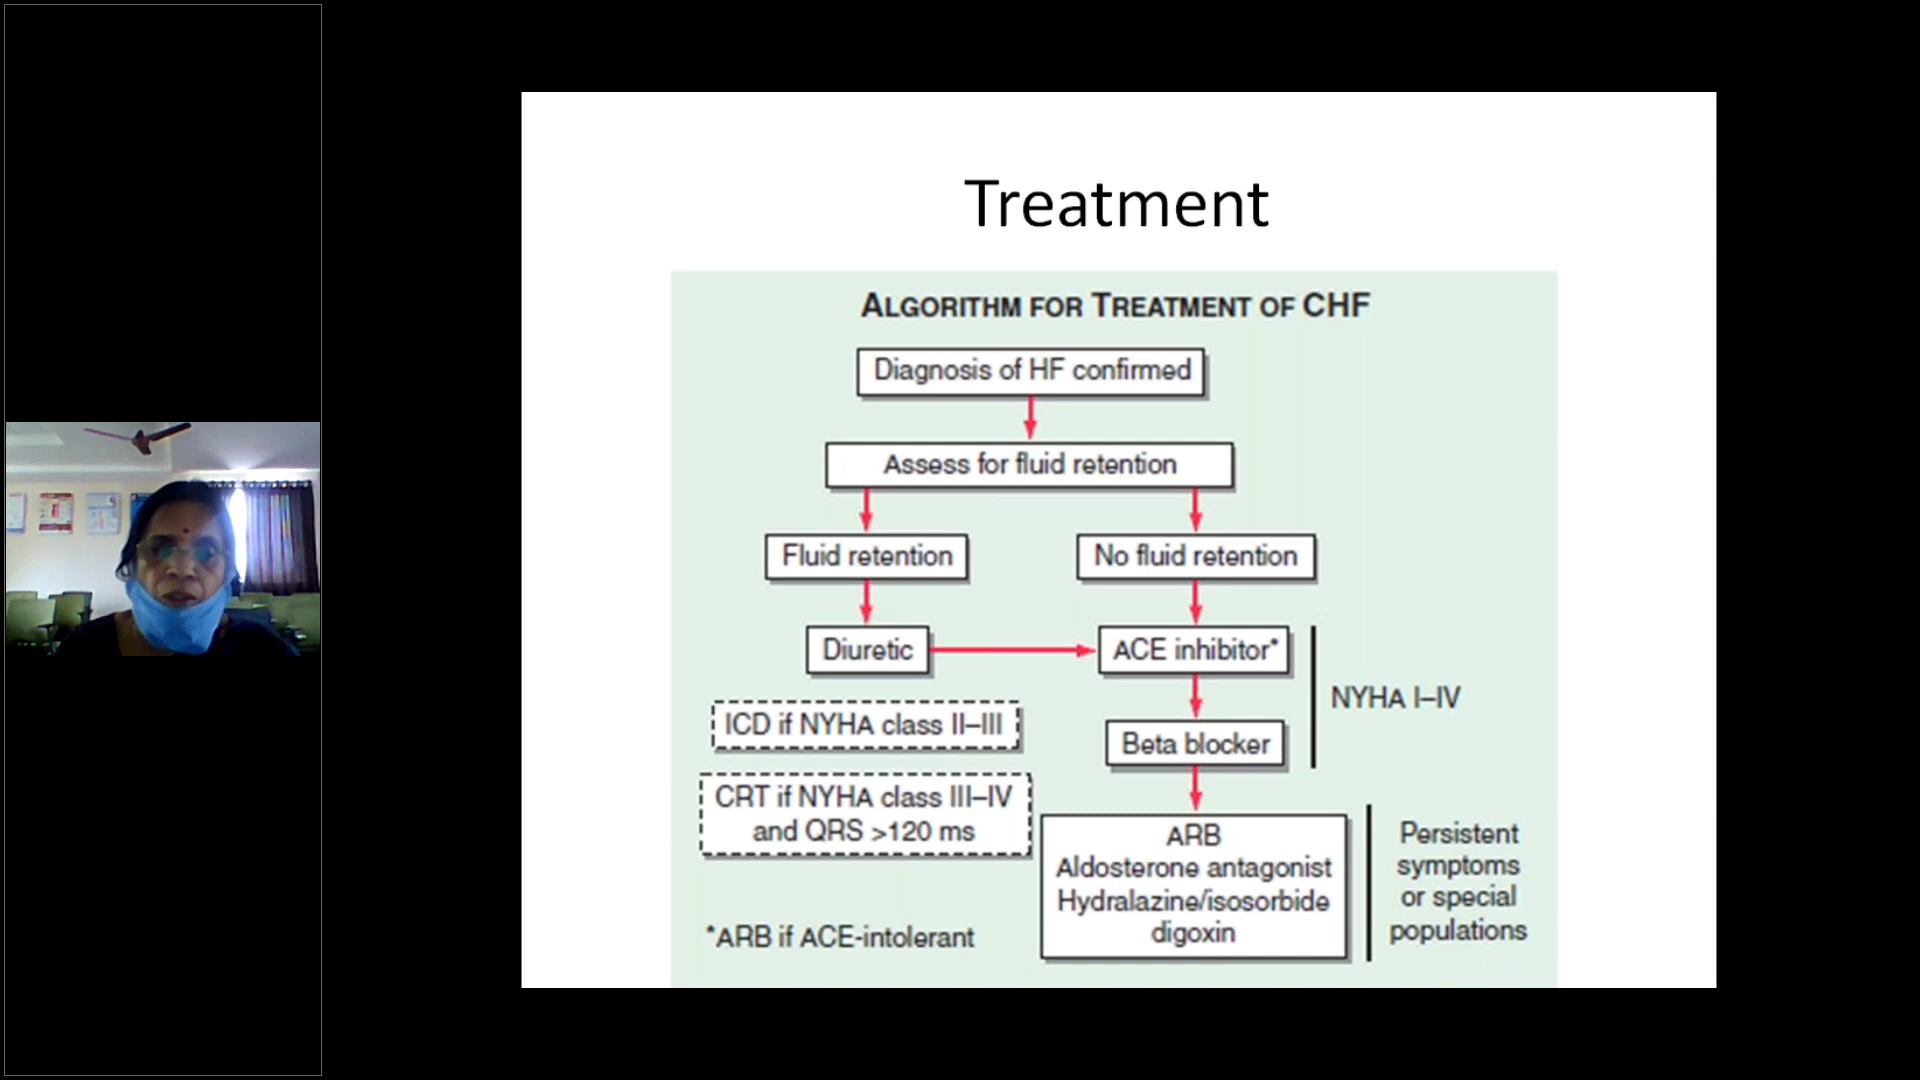 Treatment
ALGORITHM FOR TREATMENT OF CHF
Diagnosis of HF confirmed
Assess for fluid retention
Fluid retention
No fluid retention
Diuretic
ACE inhibitor*
NYHA I–IV
ICD if NYHA class II–III
Beta blocker
CRT if NYHA class III–IV
and QRS >120 ms
ARB
Aldosterone antagonist
Hydralazine/isosorbide
digoxin
Persistent
symptoms
or special
populations
*ARB if ACE-intolerant